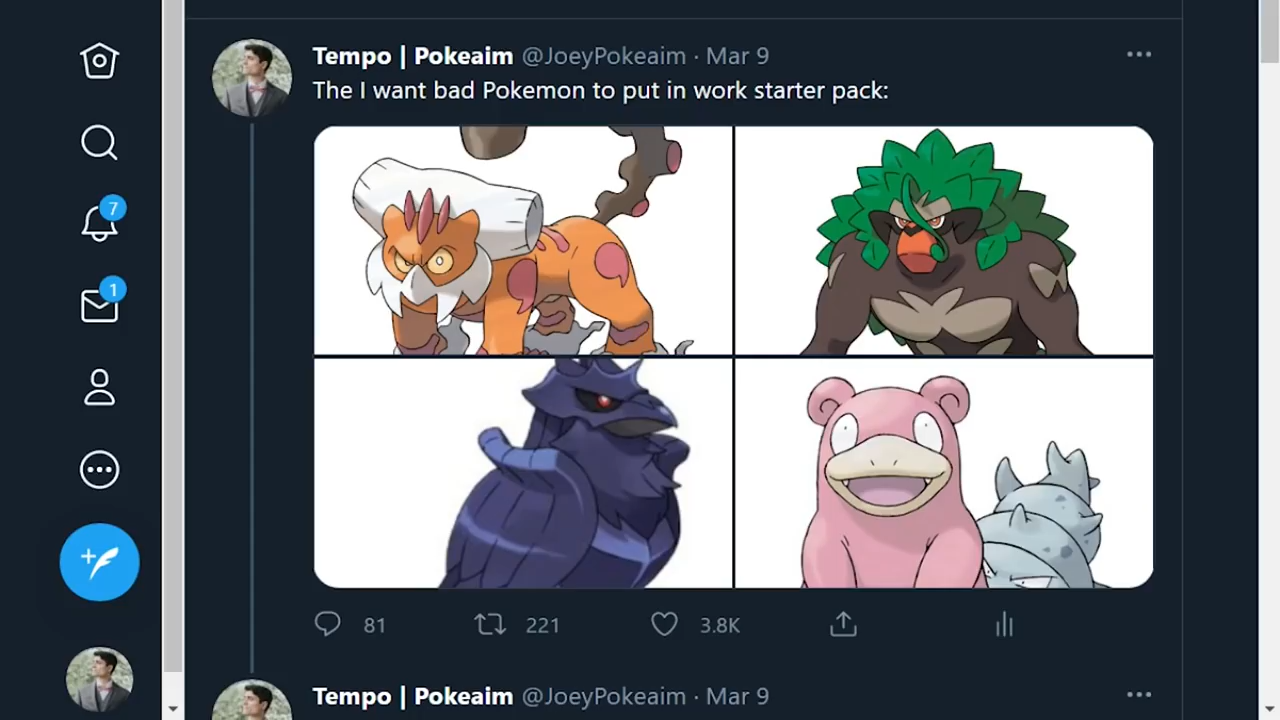 Tempo | Pokeaim @JoeyPokeaim · Mar 9
The I want bad Pokemon to put in work starter pack:
7
1
81 221 3.8K
Tempo | Pokeaim @JoeyPokeaim · Mar 9